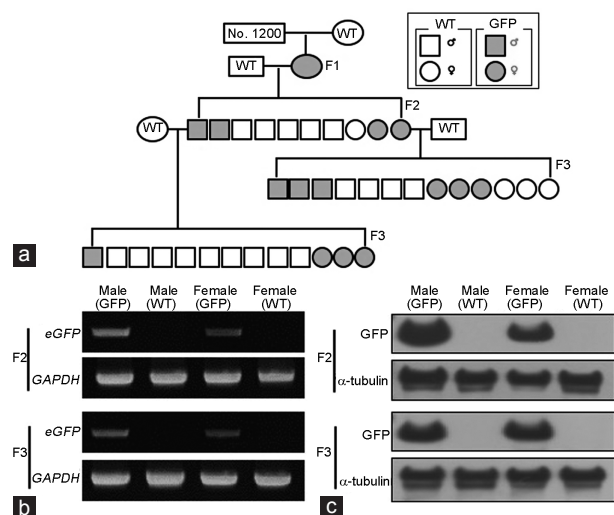 No. 1200 WT
WT F1
♂ WT ♂ GFP
♀ ♀
F2
WT WT
F3
F3
a
Male (GFP) Male (WT) Female (GFP) Female (WT)
F2
eGFP
GAPDH
F3
eGFP
GAPDH
b
Male (GFP) Male (WT) Female (GFP) Female (WT)
F2
GFP
α-tubulin
F3
GFP
α-tubulin
c